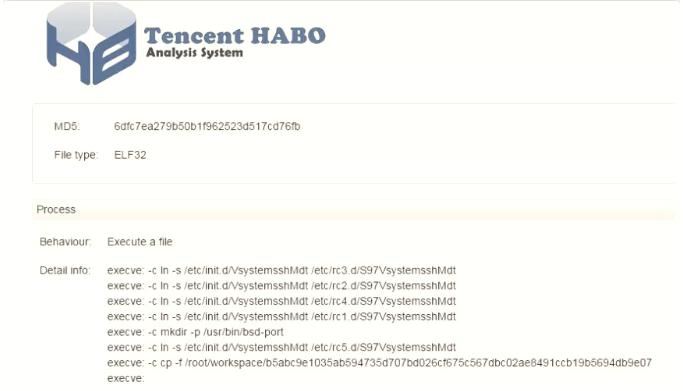 HB Tencent HABO
Analysis System
MD5: 6dfc7ea279b50b1f962523d517cd76fb
File type: ELF32
Process
Behaviour: Execute a file
Detail info: execve: -c ln -s /etc/init.d/VsystemsshMdt /etc/rc3.d/S97VsystemsshMdt
execve: -c ln -s /etc/init.d/VsystemsshMdt /etc/rc2.d/S97VsystemsshMdt
execve: -c ln -s /etc/init.d/VsystemsshMdt /etc/rc4.d/S97VsystemsshMdt
execve: -c ln -s /etc/init.d/VsystemsshMdt /etc/rc1.d/S97VsystemsshMdt
execve: -c mkdir -p /usr/bin/bsd-port
execve: -c ln -s /etc/init.d/VsystemsshMdt /etc/rc5.d/S97VsystemsshMdt
execve: -c cp -f /root/workspace/b5abc9e1035ab594735d707bd026cf675c567dbc02ae8491ccb19b5694db9e07
execve: